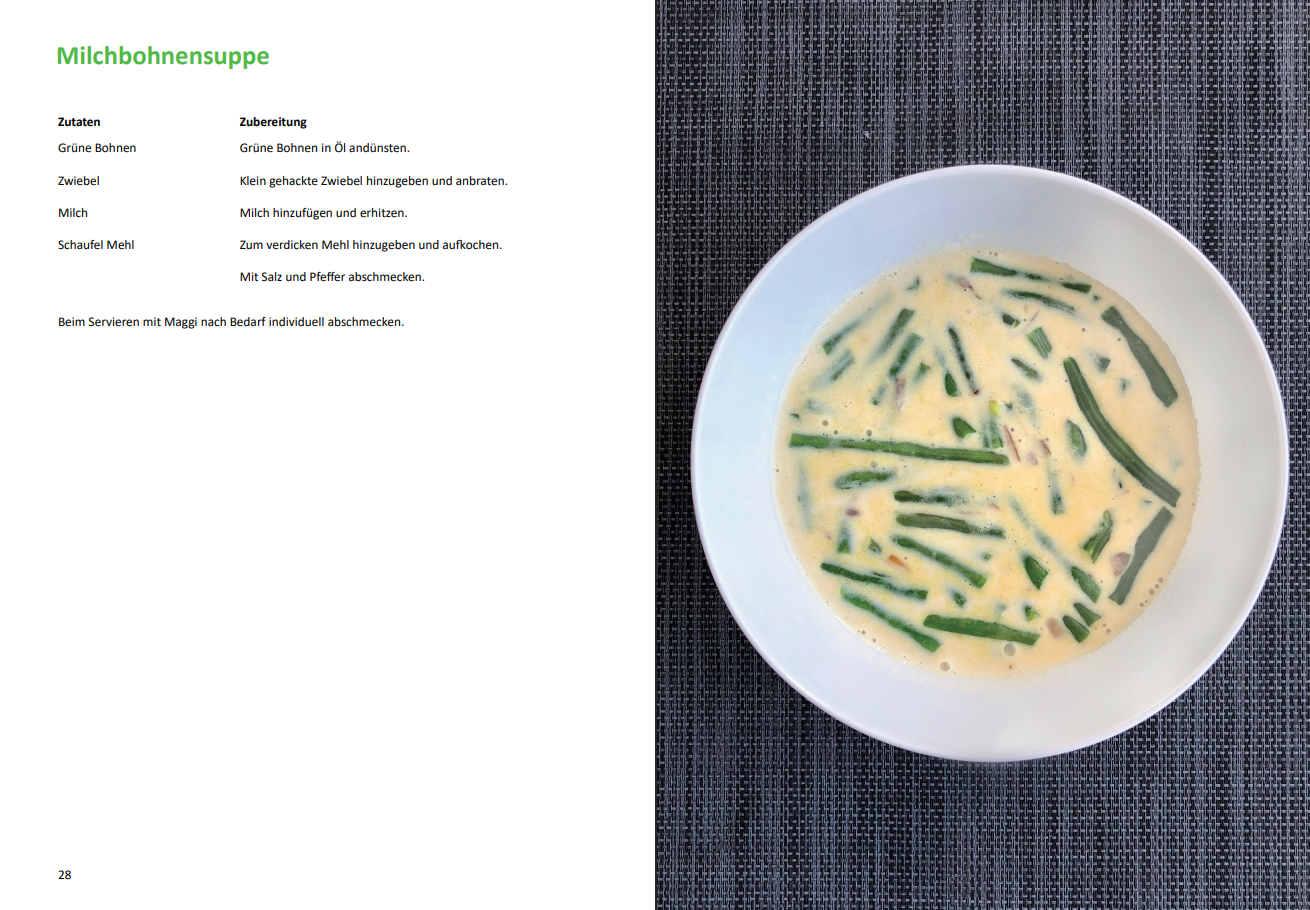 Milchbohnensuppe
Zutaten Zubereitung
Grüne Bohnen Grüne Bohnen in Öl andünsten.
Zwiebel Klein gehackte Zwiebel hinzugeben und anbraten.
Milch Milch hinzufügen und erhitzen.
Schaufel Mehl Zum verdicken Mehl hinzugeben und aufkochen.
Mit Salz und Pfeffer abschmecken.
Beim Servieren mit Maggi nach Bedarf individuell abschmecken.
28